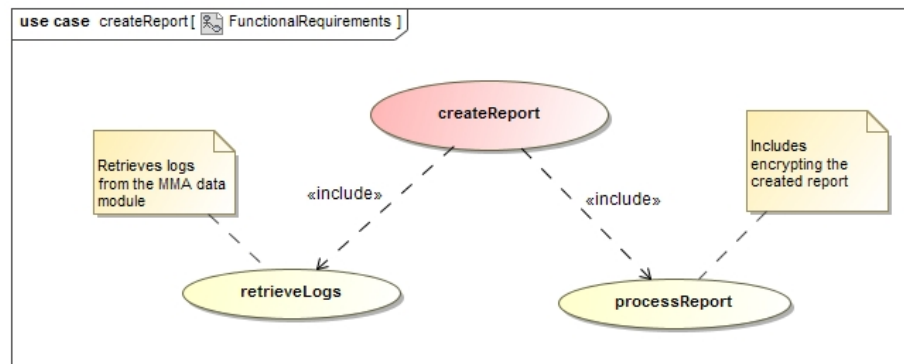 use case createReport [ FunctionalRequirements ]
createReport
Retrieves logs
from the MMA data
module
Includes
encrypting the
created report
«include»
«include»
retrieveLogs
processReport